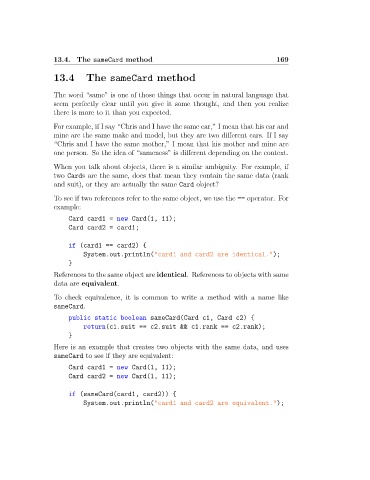 13.4. The sameCard method 169
13.4 The sameCard method
The word “same” is one of those things that occur in natural language that
seem perfectly clear until you give it some thought, and then you realize
there is more to it than you expected.
For example, if I say “Chris and I have the same car,” I mean that his car and
mine are the same make and model, but they are two different cars. If I say
“Chris and I have the same mother,” I mean that his mother and mine are
one person. So the idea of “sameness” is different depending on the context.
When you talk about objects, there is a similar ambiguity. For example, if
two Cards are the same, does that mean they contain the same data (rank
and suit), or they are actually the same Card object?
To see if two references refer to the same object, we use the == operator. For
example:
Card card1 = new Card(1, 11);
Card card2 = card1;
if (card1 == card2) {
System.out.println("card1 and card2 are identical.");
}
References to the same object are identical. References to objects with same
data are equivalent.
To check equivalence, it is common to write a method with a name like
sameCard.
public static boolean sameCard(Card c1, Card c2) {
return(c1.suit == c2.suit && c1.rank == c2.rank);
}
Here is an example that creates two objects with the same data, and uses
sameCard to see if they are equivalent:
Card card1 = new Card(1, 11);
Card card2 = new Card(1, 11);
if (sameCard(card1, card2)) {
System.out.println("card1 and card2 are equivalent.");